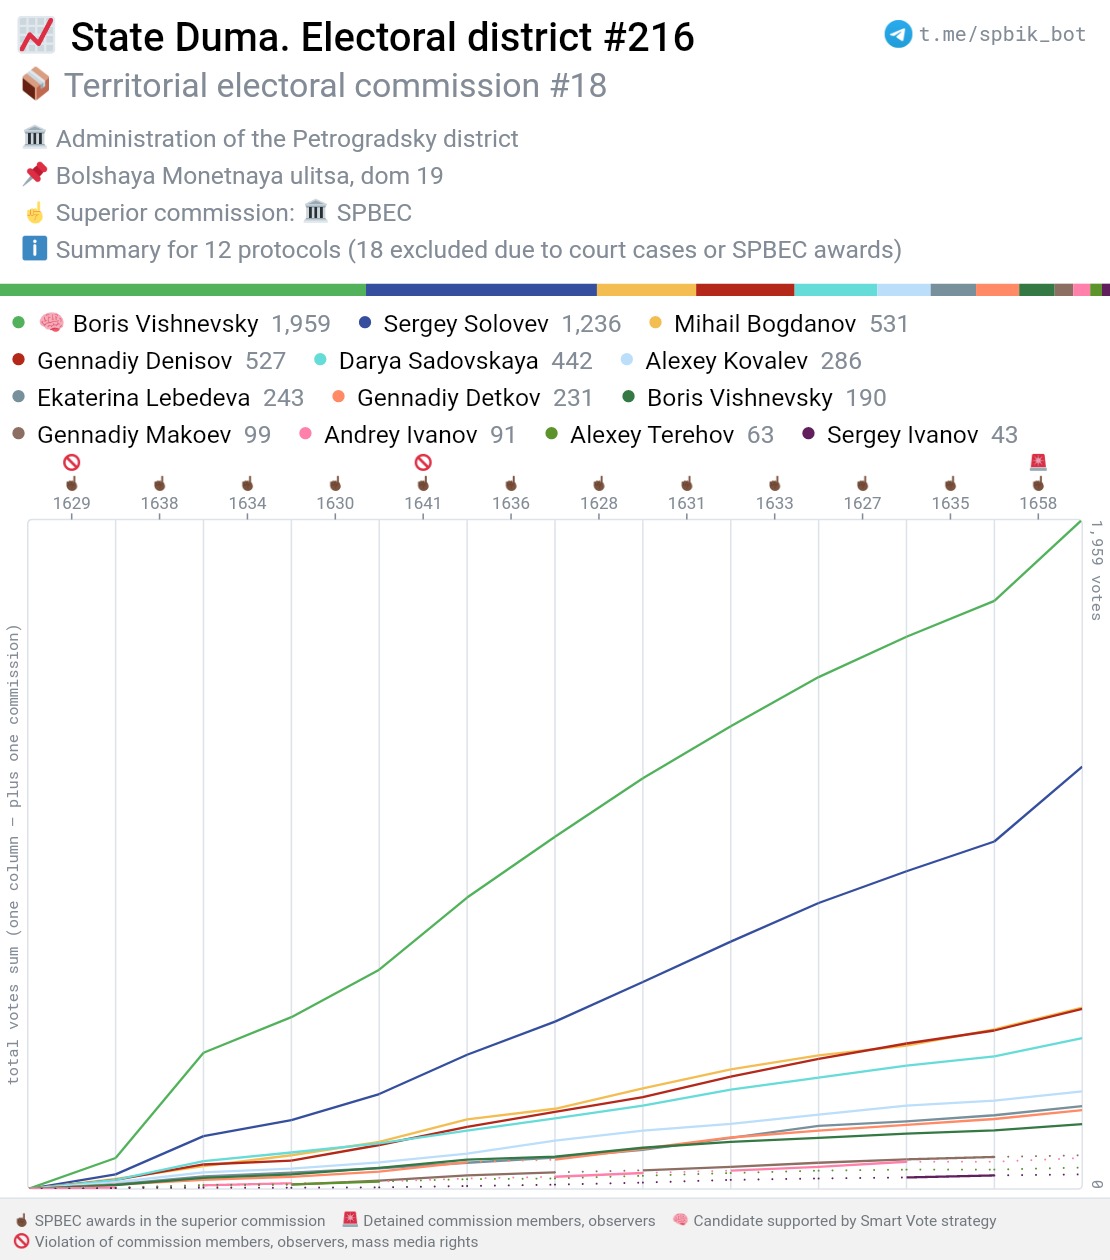 State Duma. Electoral district #216
t.me/spbik_bot
Territorial electoral commission #18
Administration of the Petrogradsky district
Bolshaya Monetnaya ulitsa, dom 19
Superior commission: SPBEC
Summary for 12 protocols (18 excluded due to court cases or SPBEC awards)
Boris Vishnevsky 1,959 Sergey Solovev 1,236 Mihail Bogdanov 531
Gennadiy Denisov 527 Darya Sadovskaya 442 Alexey Kovalev 286
Ekaterina Lebedeva 243 Gennadiy Detkov 231 Boris Vishnevsky 190
Gennadiy Makoev 99 Andrey Ivanov 91 Alexey Terehov 63 Sergey Ivanov 43
1629 1638 1634 1630 1641 1636 1628 1631 1633 1627 1635 1658
1,959 votes
total votes sum (one column – plus one commission)
0
SPBEC awards in the superior commission Detained commission members, observers Candidate supported by Smart Vote strategy
Violation of commission members, observers, mass media rights